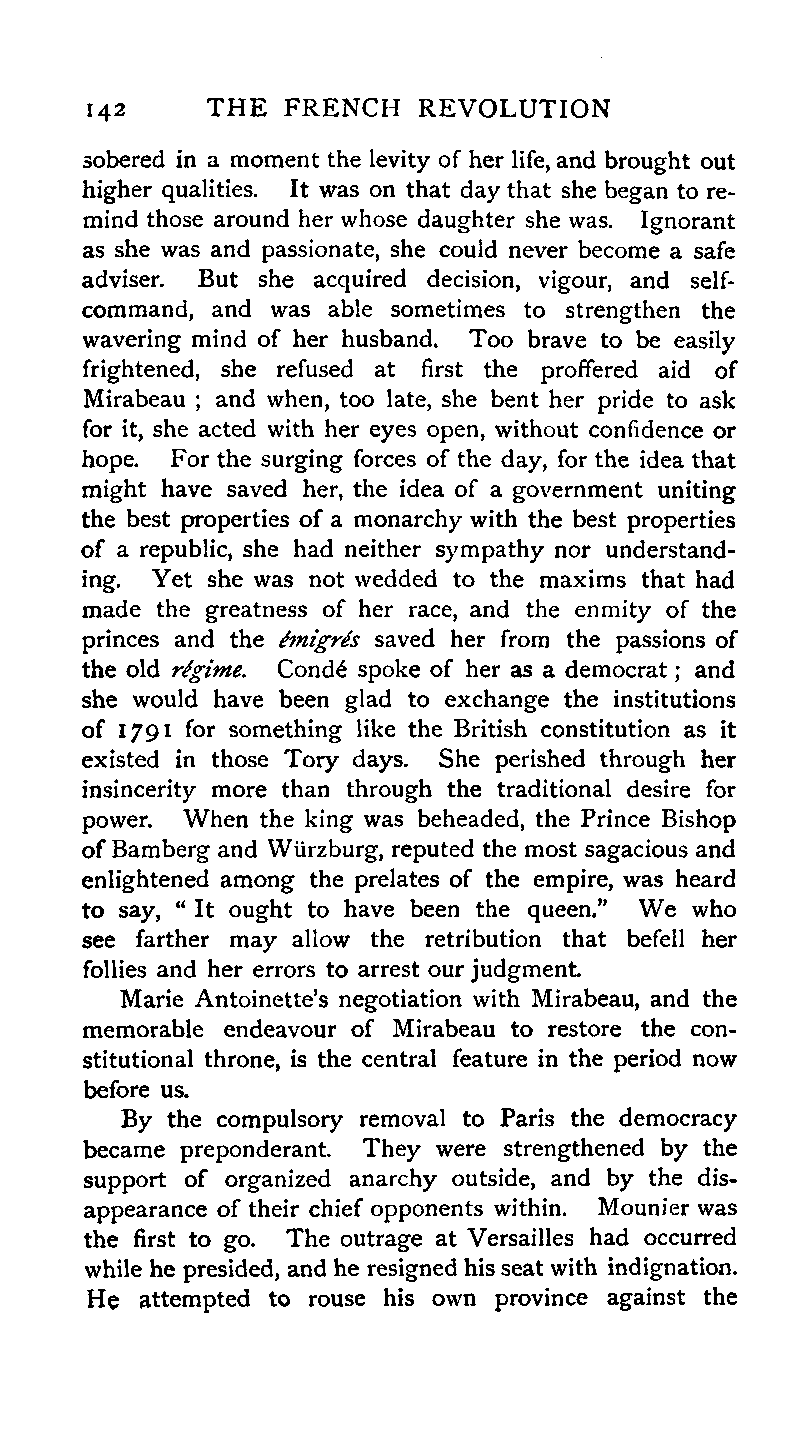 142 THE FRENCH REVOLUTION
sobered in a moment the levity of her life, and brought out
higher qualities. It was on that day that she began to re-
mind those around her whose daughter she was. Ignorant
as she was and passionate, she could never become a safe
adviser. But she acquired decision, vigour, and self-
command, and was able sometimes to strengthen the
wavering mind of her husband. Too brave to be easily
frightened, she refused at first the proffered aid of
Mirabeau ; and when, too late, she bent her pride to ask
for it, she acted with her eyes open, without confidence or
hope. For the surging forces of the day, for the idea that
might have saved her, the idea of a government uniting
the best properties of a monarchy with the best properties
of a republic, she had neither sympathy nor understand-
ing. Yet she was not wedded to the maxims that had
made the greatness of her race, and the enmity of the
princes and the émigrés saved her from the passions of
the old régime. Condé spoke of her as a democrat ; and
she would have been glad to exchange the institutions
of 1791 for something like the British constitution as it
existed in those Tory days. She perished through her
insincerity more than through the traditional desire for
power. When the king was beheaded, the Prince Bishop
of Bamberg and Würzburg, reputed the most sagacious and
enlightened among the prelates of the empire, was heard
to say, “ It ought to have been the queen.” We who
see farther may allow the retribution that befell her
follies and her errors to arrest our judgment.
Marie Antoinette’s negotiation with Mirabeau, and the
memorable endeavour of Mirabeau to restore the con-
stitutional throne, is the central feature in the period now
before us.
By the compulsory removal to Paris the democracy
became preponderant. They were strengthened by the
support of organized anarchy outside, and by the dis-
appearance of their chief opponents within. Mounier was
the first to go. The outrage at Versailles had occurred
while he presided, and he resigned his seat with indignation.
He attempted to rouse his own province against the